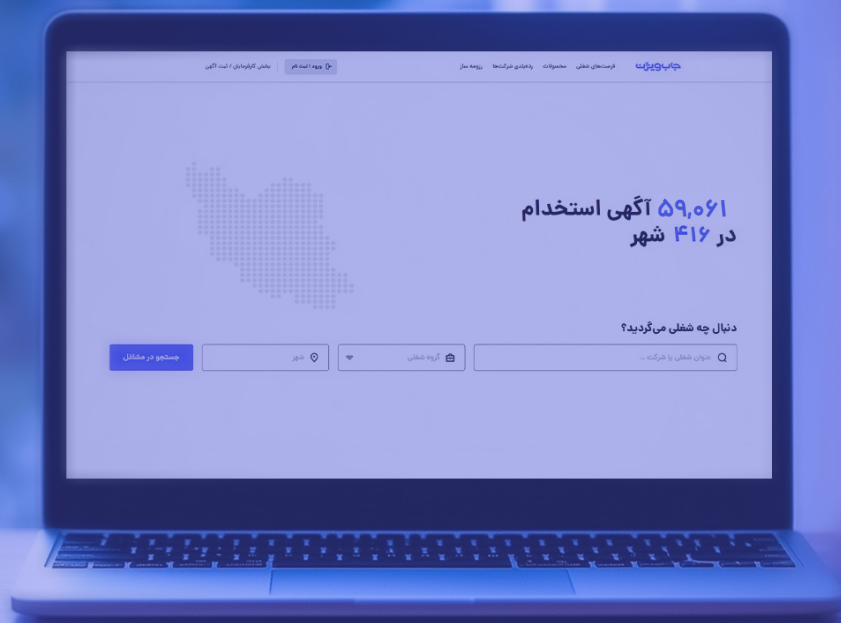 جاب‌ویژن
فرصت‌های شغلی
محصولات
رده‌بندی شرکت‌ها
رزومه ساز
ورود | ثبت نام
بخش کارفرمایان / ثبت آگهی
۵۹,۰۶۱ آگهی استخدام
در ۴۱۶ شهر
دنبال چه شغلی می‌گردید؟
عنوان شغلی یا شرکت ...
گروه شغلی
شهر
جستجو در مشاغل